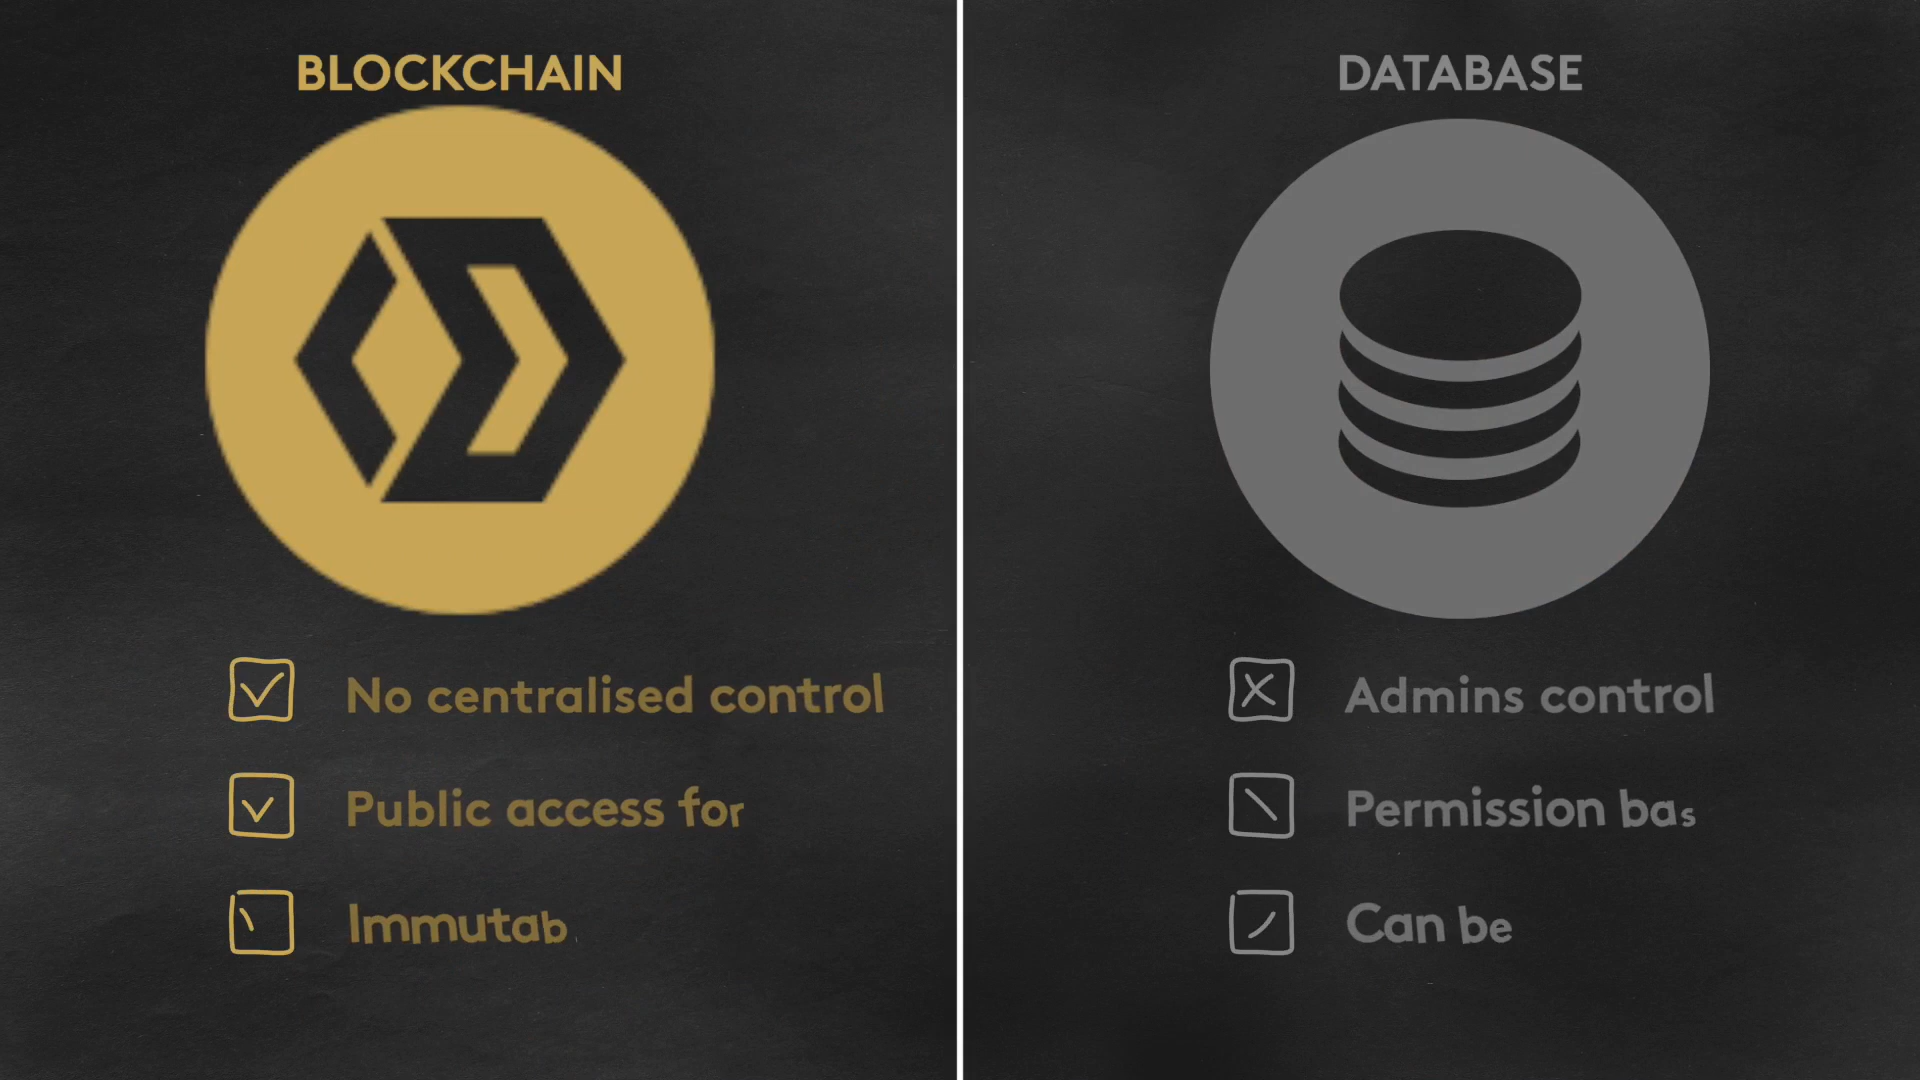 BLOCKCHAIN
No centralised control
Public access for
Immutab
DATABASE
Admins control
Permission bas
Can be